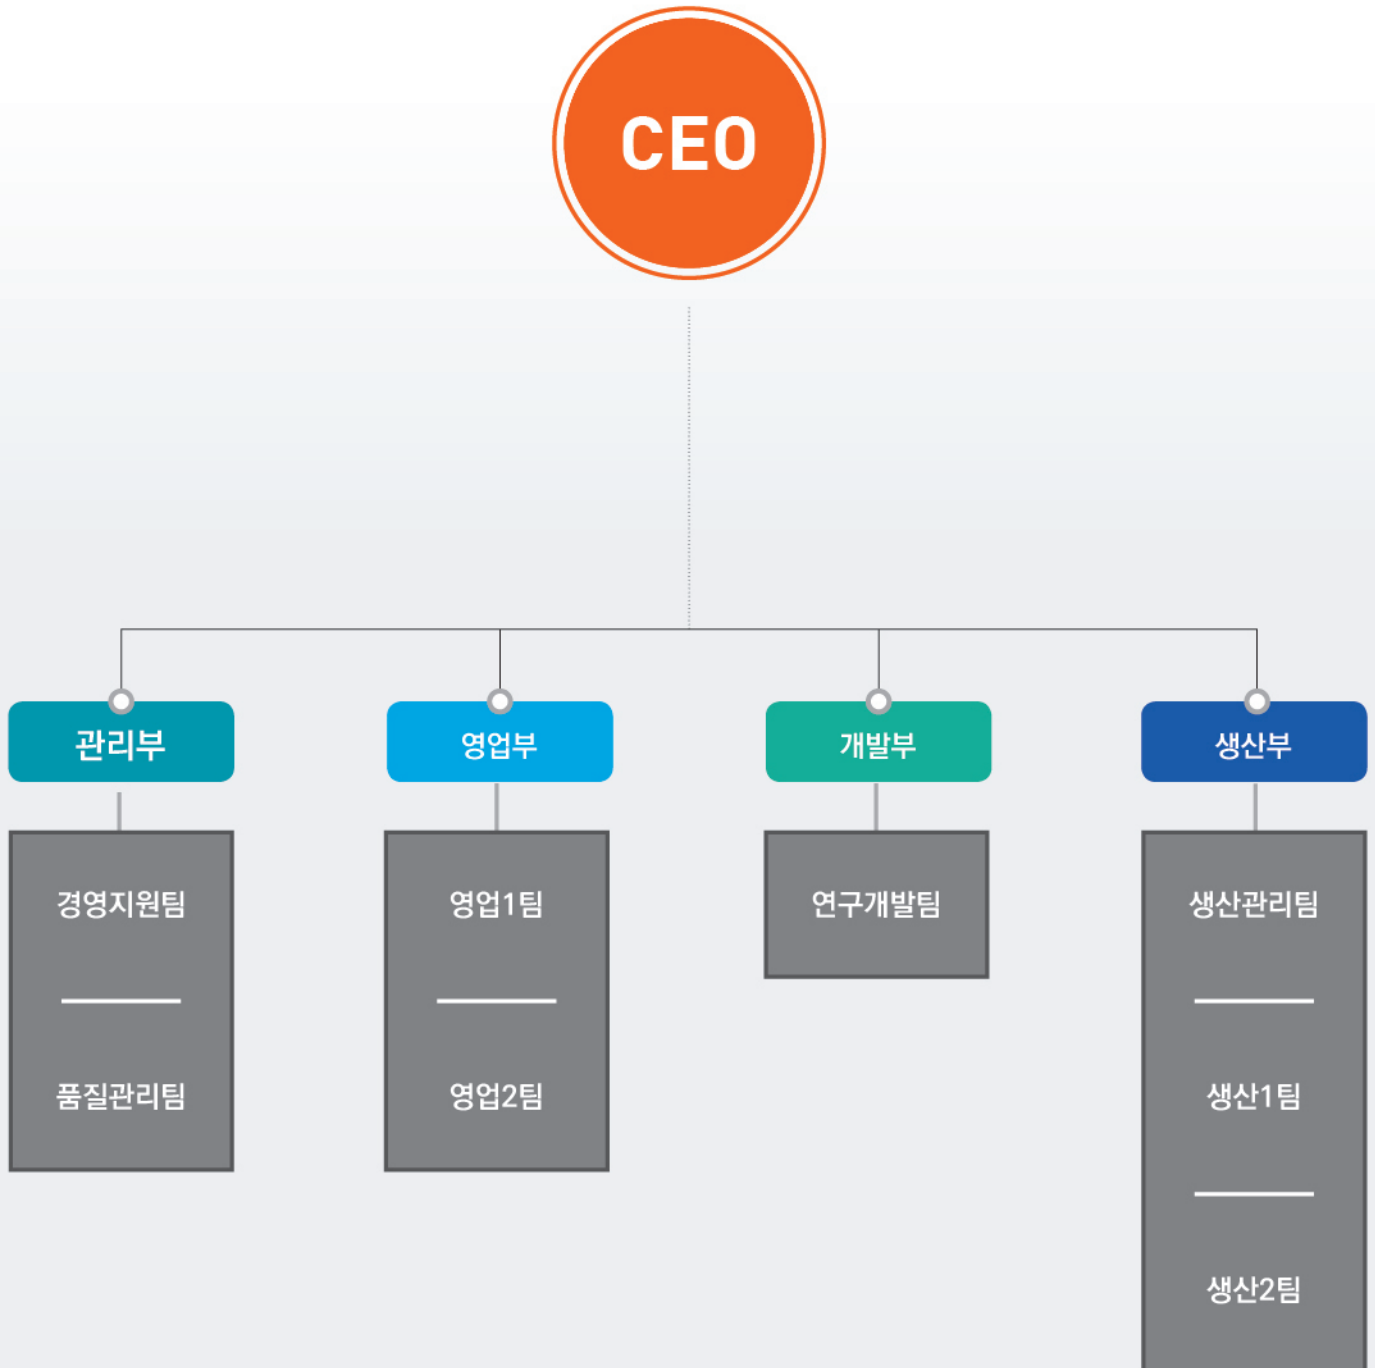 CEO
관리부
영업부
개발부
생산부
경영지원팀
영업1팀
연구개발팀
생산관리팀
품질관리팀
영업2팀
생산1팀
생산2팀